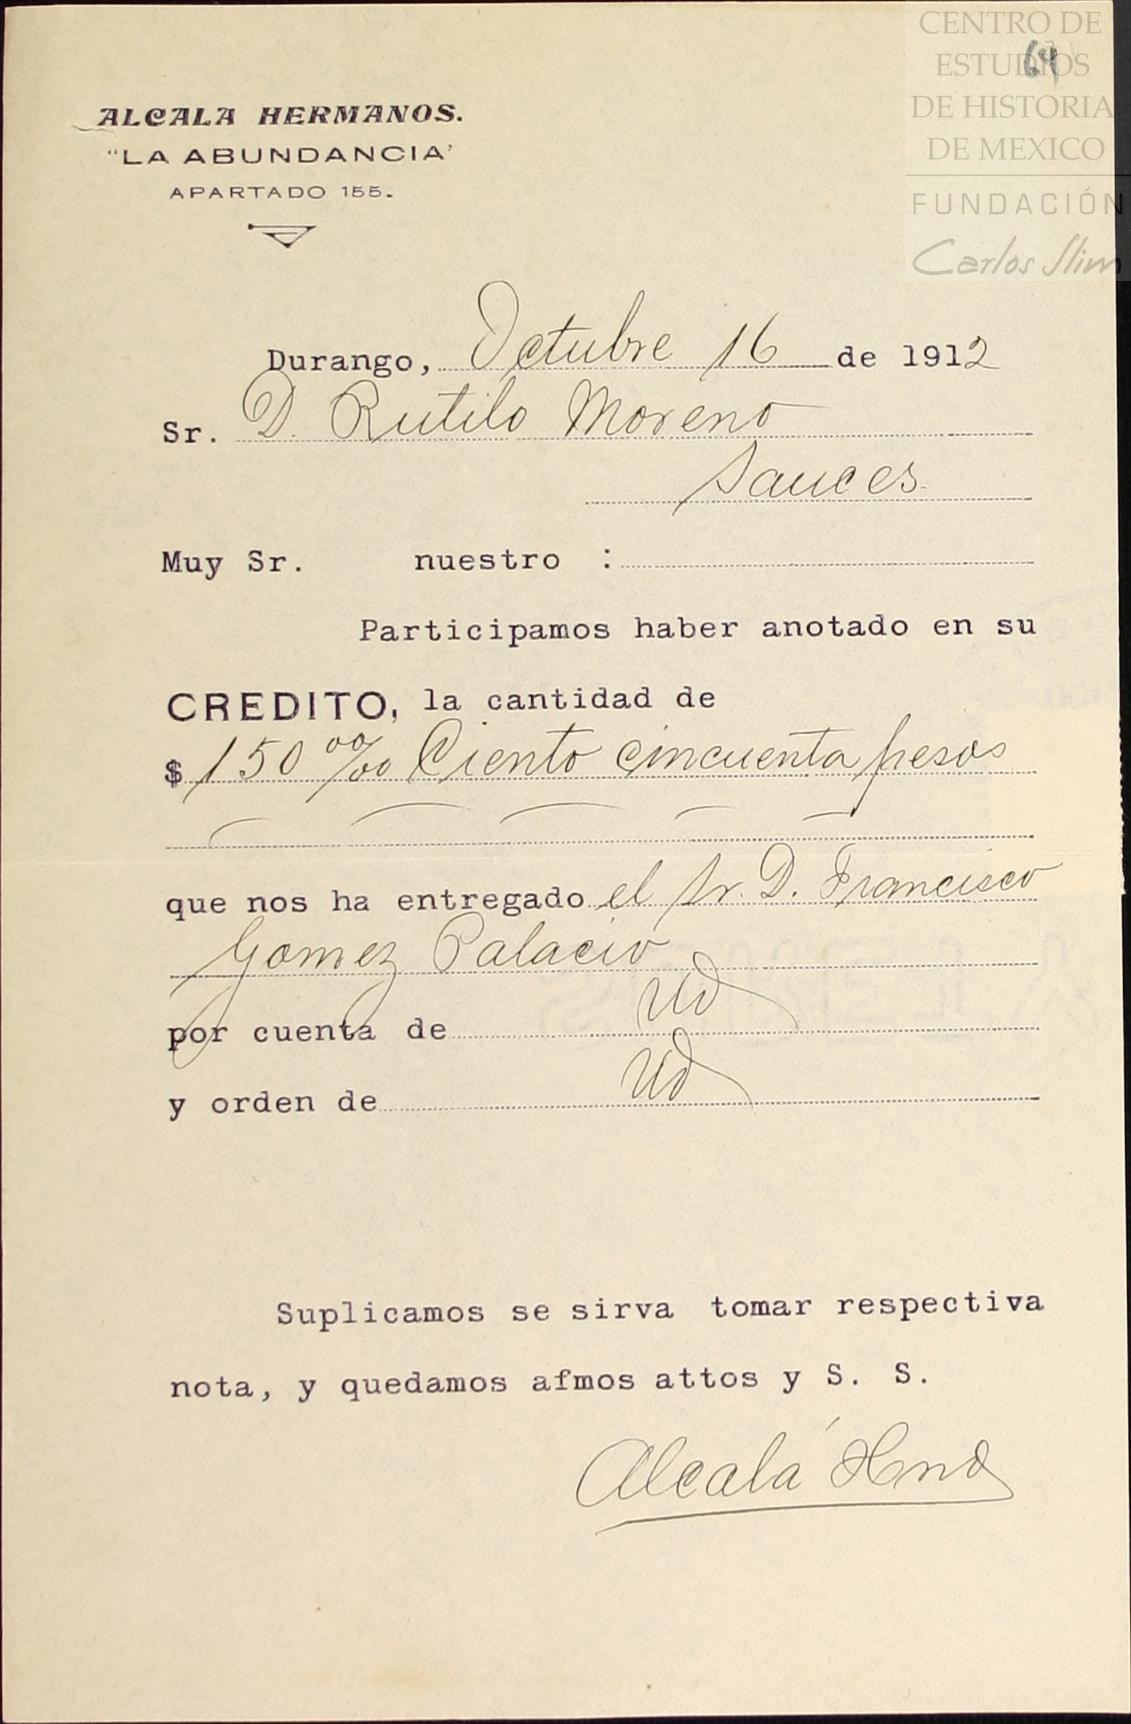 CENTRO DE
ESTUDIOS
DE HISTORIA
DE MEXICO
FUNDACIÓN
Carlos Slim
64
ALCALA HERMANOS.
"LA ABUNDANCIA"
APARTADO 155.
Durango, Octubre 16 de 1912
Sr. D. Rutilo Moreno
Sauces
Muy Sr. nuestro :
Participamos haber anotado en su
CREDITO, la cantidad de
$ 150 00/00 Ciento cincuenta pesos
que nos ha entregado el Sr. D. Francisco
Gomez Palacio
por cuenta de Ud
y orden de Ud
Suplicamos se sirva tomar respectiva
nota, y quedamos afmos attos y S. S.
Alcalá Hnos